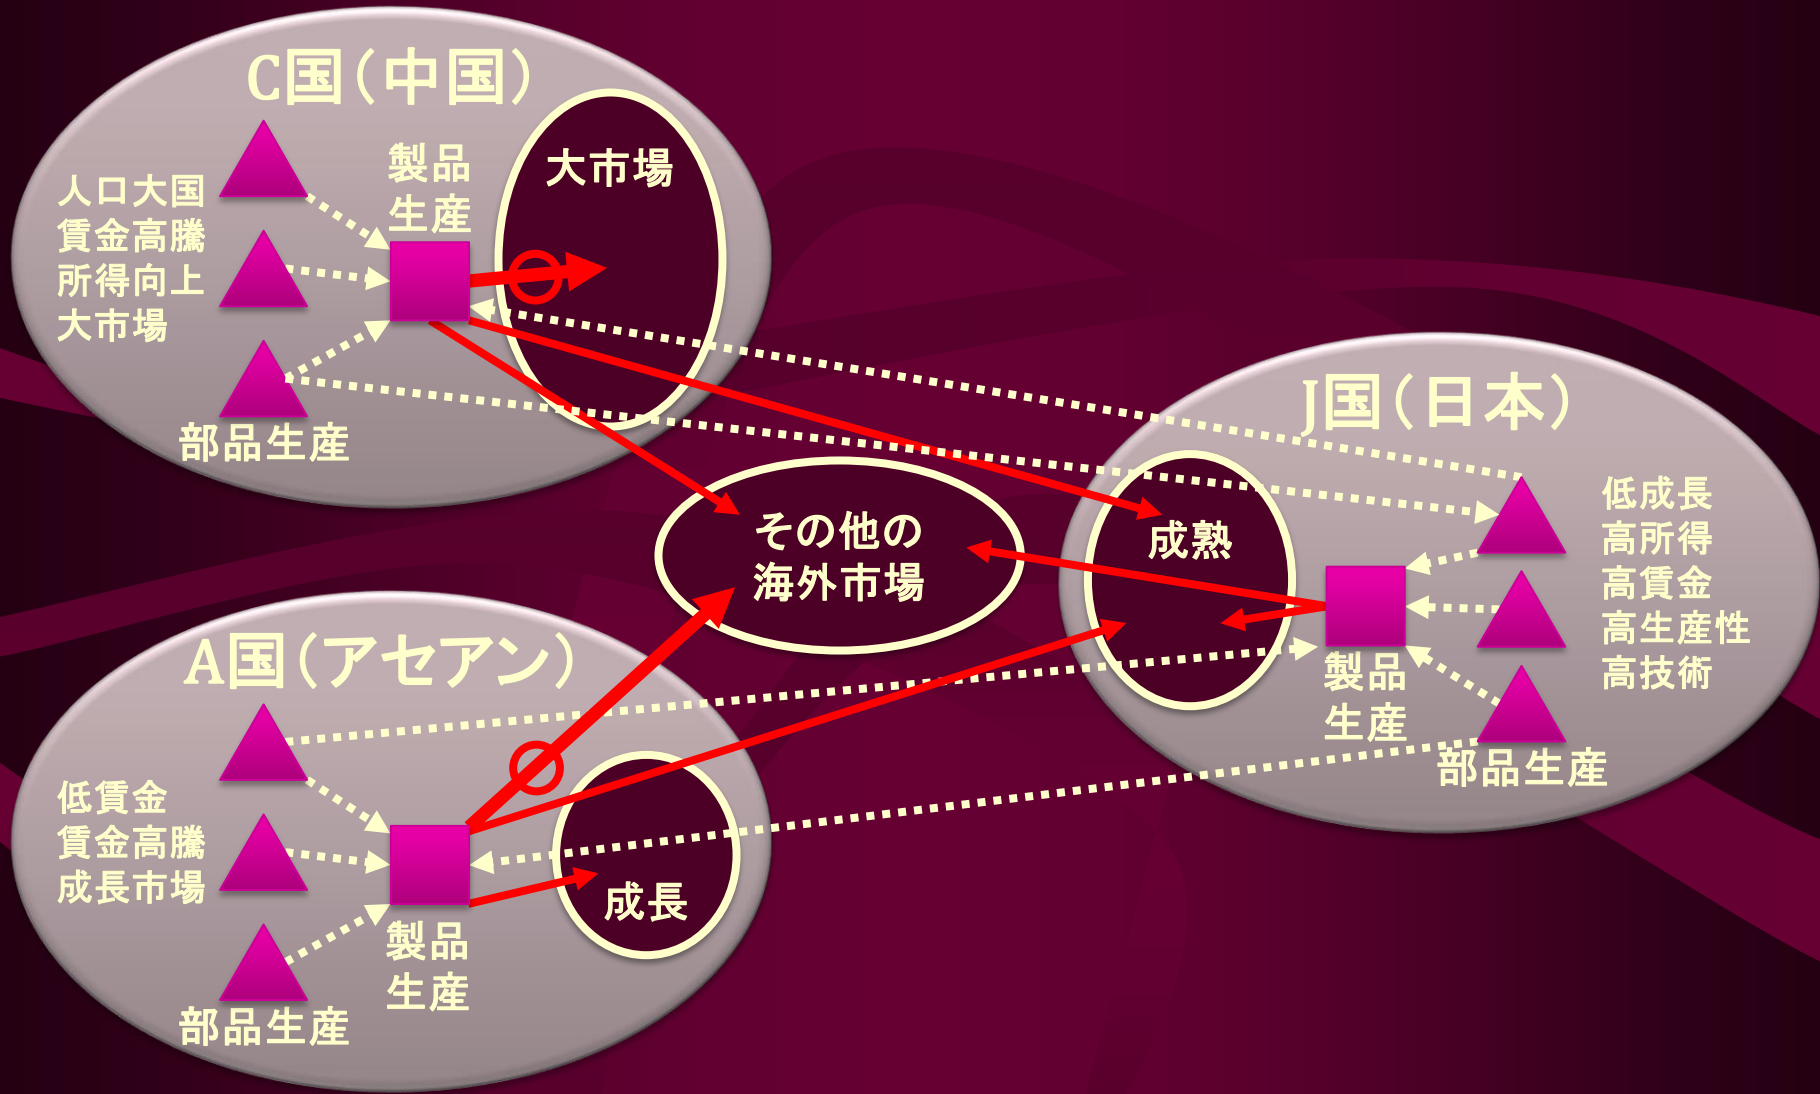 C国(中国)
製品
生産
大市場
人口大国
賃金高騰
所得向上
大市場
部品生産
その他の
海外市場
J国(日本)
成熟
低成長
高所得
高賃金
高生産性
高技術
製品
生産
部品生産
A国(アセアン)
低賃金
賃金高騰
成長市場
製品
生産
成長
部品生産